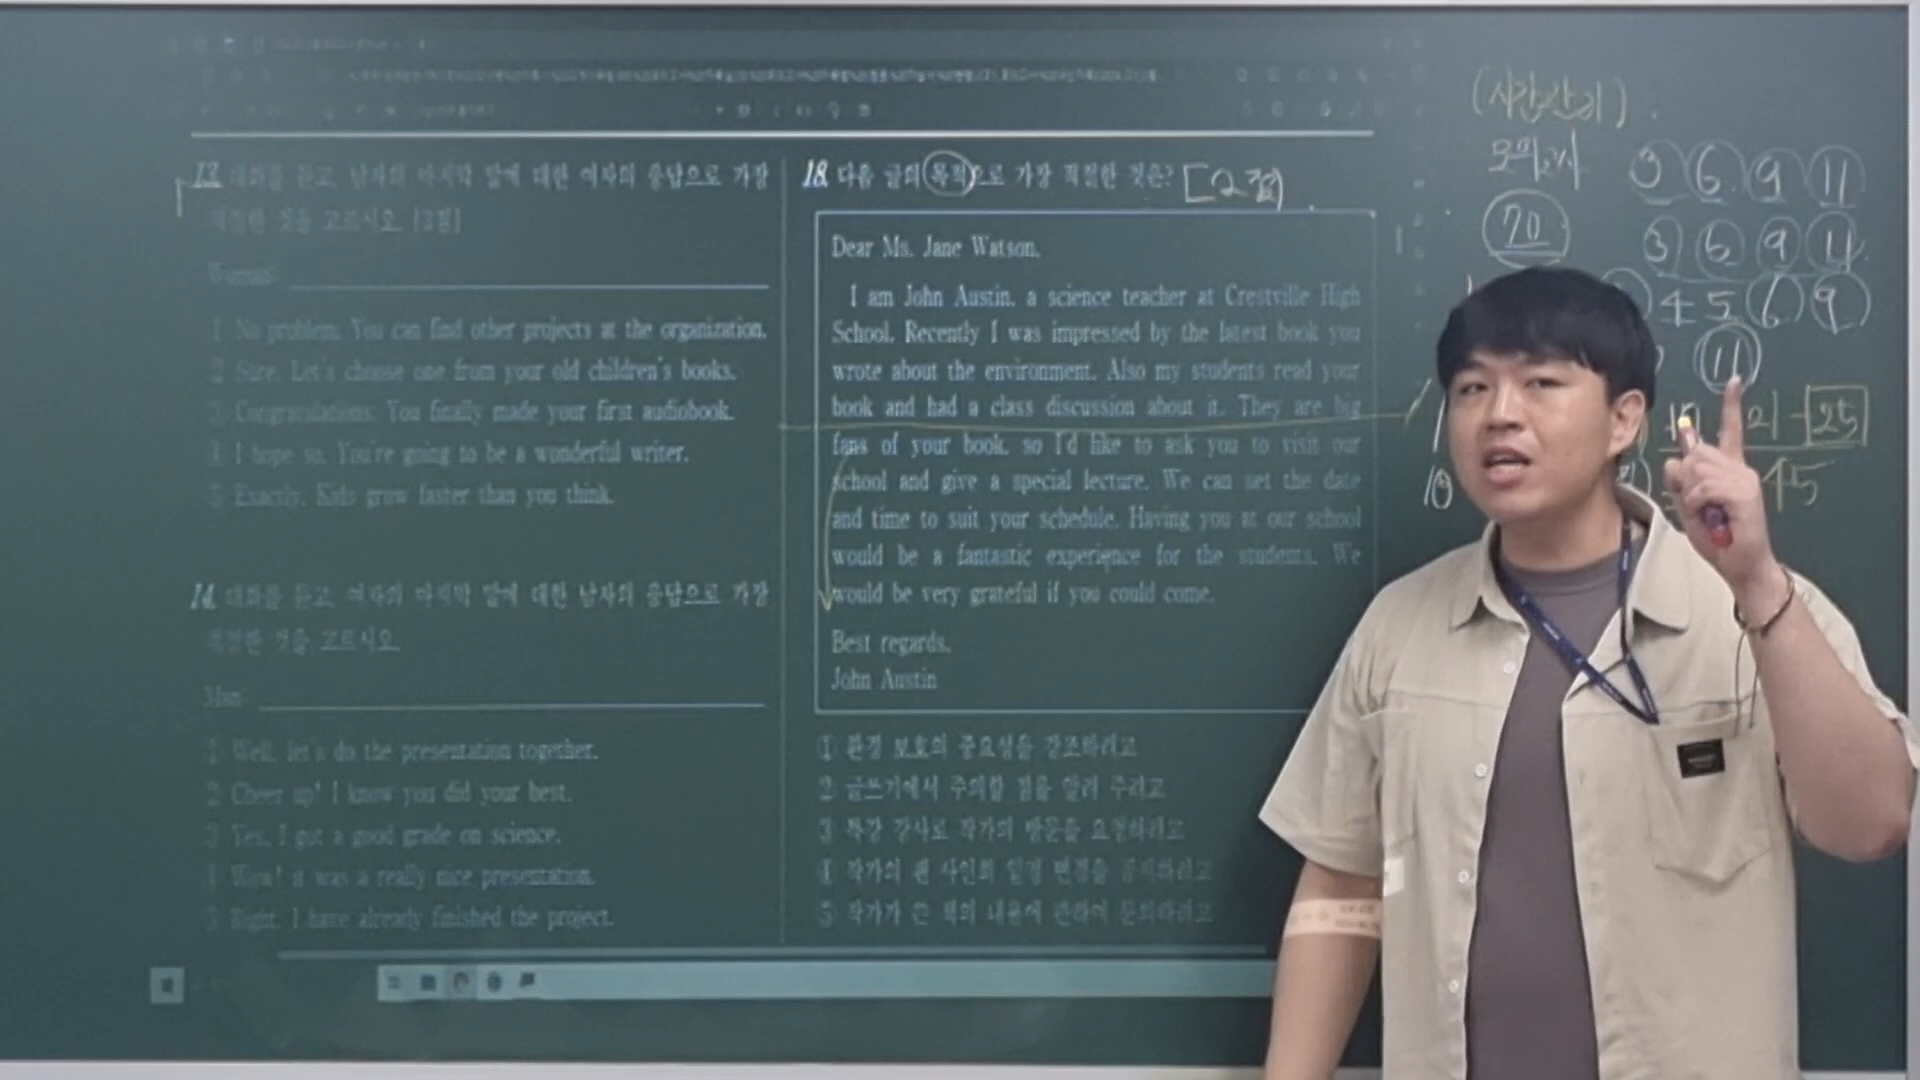 13. 대화를 듣고, 남자의 마지막 말에 대한 여자의 응답으로 가장
적절한 것을 고르시오. [3점]
Woman:
① No problem. You can find other projects at the organization.
② Sure. Let's choose one from your old children's books.
③ Congratulations. You finally made your first audiobook.
④ I hope so. You're going to be a wonderful writer.
⑤ Exactly. Kids grow faster than you think.
14. 대화를 듣고, 여자의 마지막 말에 대한 남자의 응답으로 가장
적절한 것을 고르시오.
Man:
① Well, let's do the presentation together.
② Cheer up! I know you did your best.
③ Yes, I got a good grade on science.
④ Wow! it was a really nice presentation.
⑤ Right. I have already finished the project.
18. 다음 글의 목적으로 가장 적절한 것은? [2점]
Dear Ms. Jane Watson,
I am John Austin, a science teacher at Crestville High
School. Recently I was impressed by the latest book you
wrote about the environment. Also my students read your
book and had a class discussion about it. They are big
fans of your book, so I'd like to ask you to visit our
school and give a special lecture. We can set the date
and time to suit your schedule. Having you at our school
would be a fantastic experience for the students. We
would be very grateful if you could come.
Best regards,
John Austin
① 환경 보호의 중요성을 강조하려고
② 글쓰기에서 주의할 점을 알려 주려고
③ 특강 강사로 작가의 방문을 요청하려고
④ 작가의 팬 사인회 일정 변경을 공지하려고
⑤ 작가가 쓴 책의 내용에 관하여 문의하려고
모의고사 3 6 9 11
70 3 6 9 11
4 5 6 9
11
21 - 25
10 45